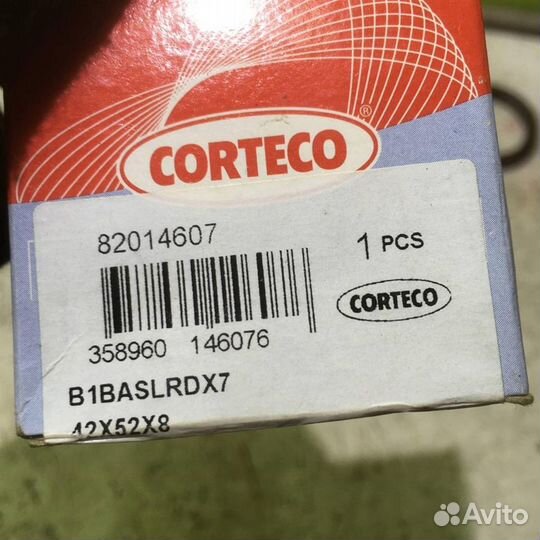 CORTECO®
82014607
1 PCS
CORTECO
358960 146076
B1BASLRDX7
42X52X8
Avito